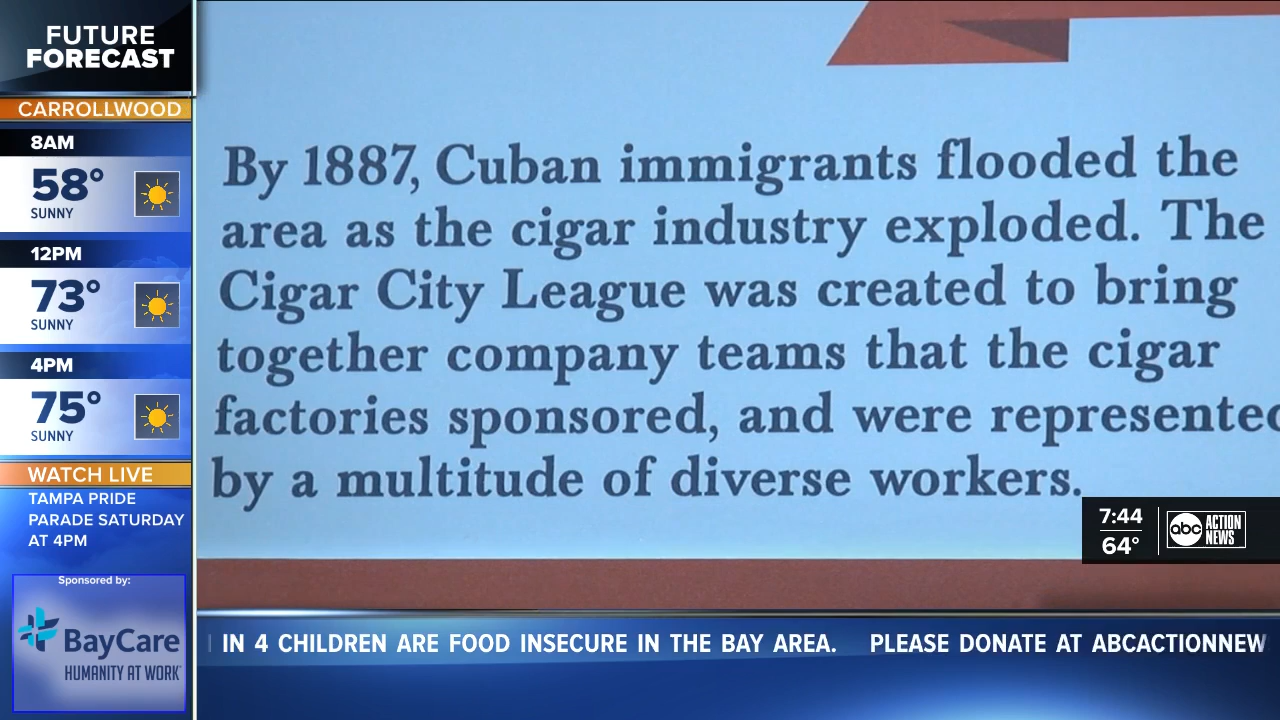 FUTURE
FORECAST
CARROLLWOOD
8AM
58°
SUNNY
12PM
73°
SUNNY
4PM
75°
SUNNY
WATCH LIVE
TAMPA PRIDE
PARADE SATURDAY
AT 4PM
Sponsored by:
BayCare
HUMANITY AT WORK
By 1887, Cuban immigrants flooded the
area as the cigar industry exploded. The
Cigar City League was created to bring
together company teams that the cigar
factories sponsored, and were represented
by a multitude of diverse workers.
7:44
64°
abc
ACTION
NEWS
IN 4 CHILDREN ARE FOOD INSECURE IN THE BAY AREA. PLEASE DONATE AT ABCACTIONNEW